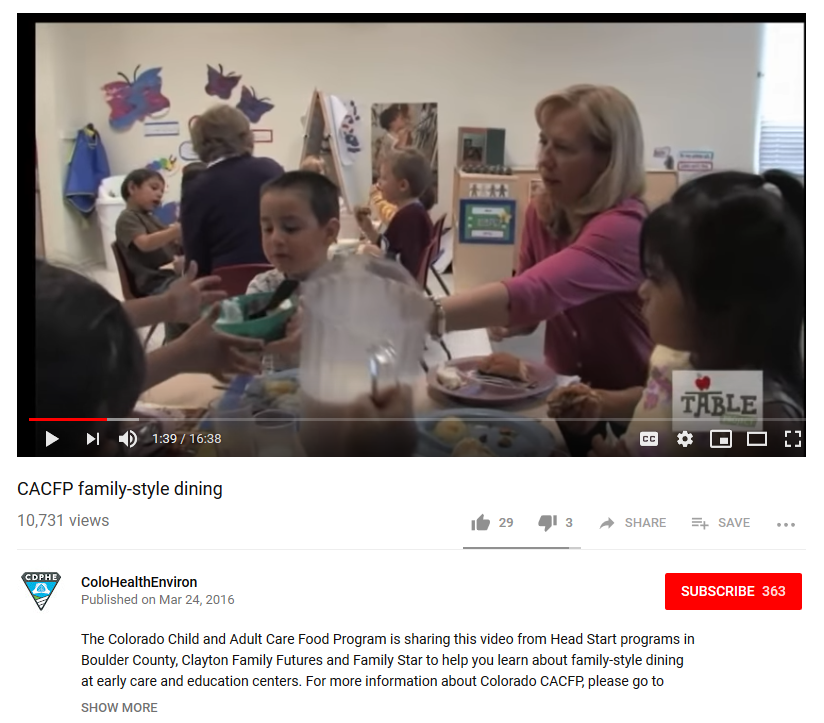 TABLE
1:39 / 16:38
CC
CACFP family-style dining
10,731 views
29
3
SHARE
SAVE
CDPHE
ColoHealthEnviron
Published on Mar 24, 2016
SUBSCRIBE 363
The Colorado Child and Adult Care Food Program is sharing this video from Head Start programs in
Boulder County, Clayton Family Futures and Family Star to help you learn about family-style dining
at early care and education centers. For more information about Colorado CACFP, please go to
SHOW MORE